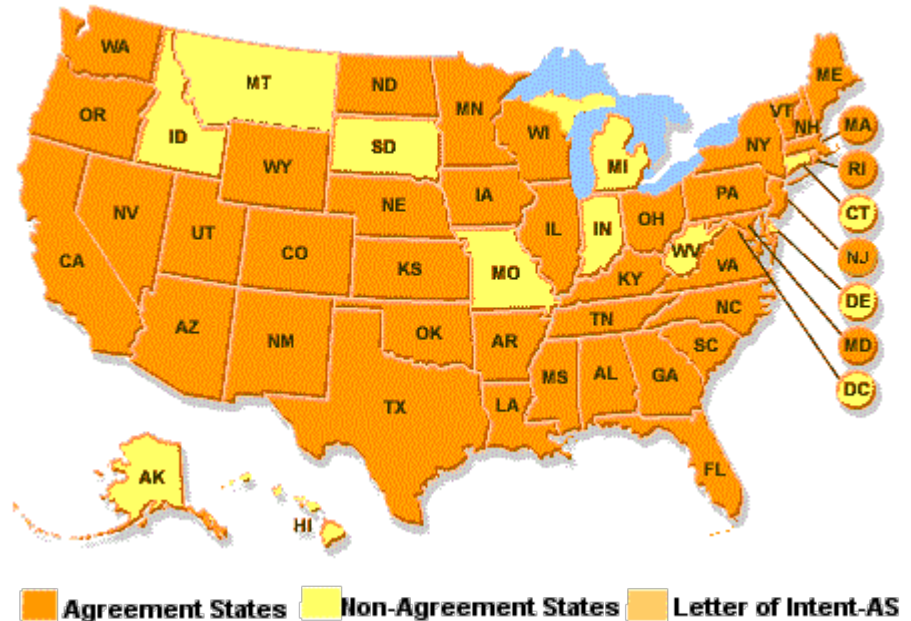 WA
MT
ND
MN
ME
VT
NH
MA
OR
ID
SD
WI
NY
RI
WY
MI
CT
IA
PA
NE
NV
UT
IL
IN
OH
NJ
CO
WV
CA
KS
MO
VA
DE
KY
NC
TN
MD
AZ
NM
OK
AR
SC
DC
MS
AL
GA
TX
LA
FL
AK
HI
Agreement States Non-Agreement States Letter of Intent-AS